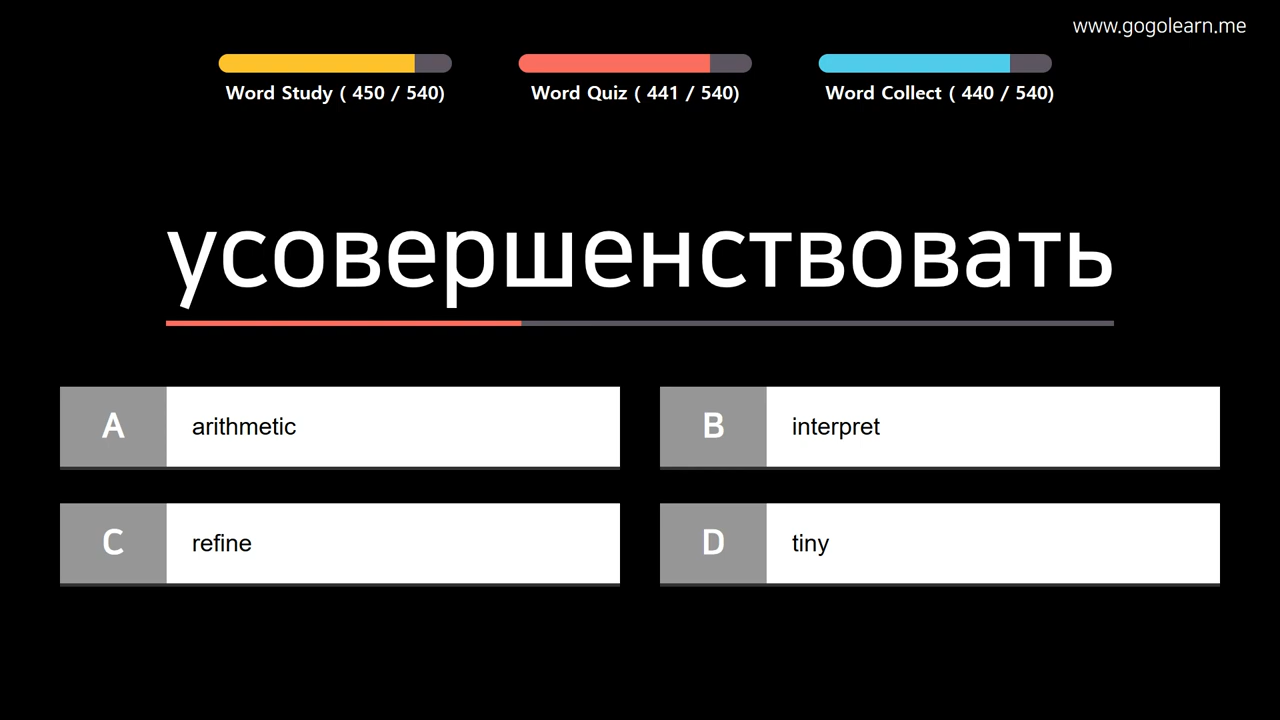 www.gogolearn.me
Word Study ( 450 / 540)
Word Quiz ( 441 / 540)
Word Collect ( 440 / 540)
усовершенствовать
A
arithmetic
B
interpret
C
refine
D
tiny